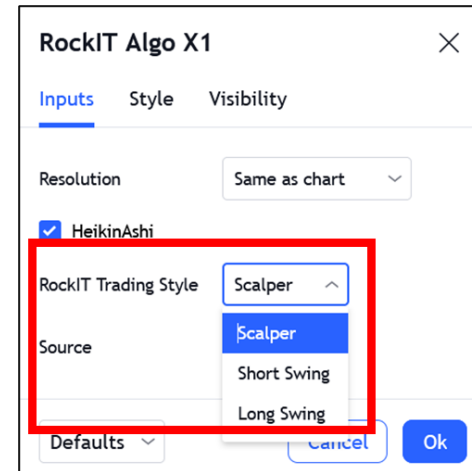 RockIT Algo X1
Inputs Style Visibility
Resolution Same as chart
HeikinAshi
RockIT Trading Style Scalper
Scalper
Source
Short Swing
Long Swing
Defaults Cancel Ok